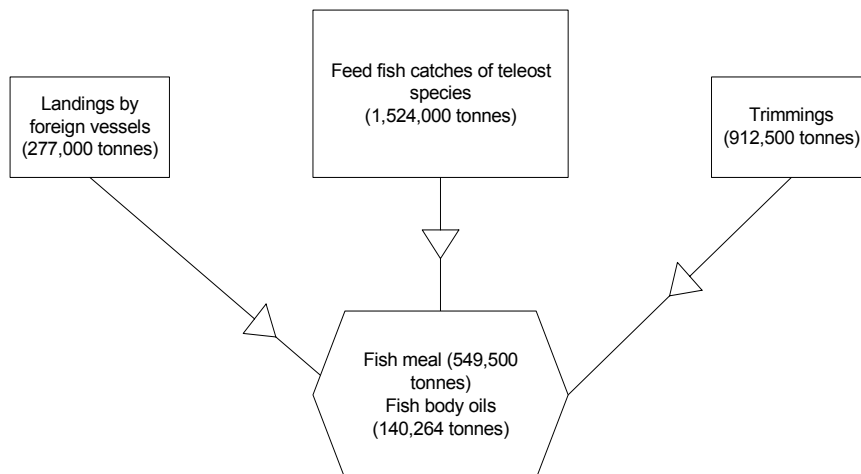 Landings by
foreign vessels
(277,000 tonnes)
Feed fish catches of teleost
species
(1,524,000 tonnes)
Trimmings
(912,500 tonnes)
Fish meal (549,500
tonnes)
Fish body oils
(140,264 tonnes)